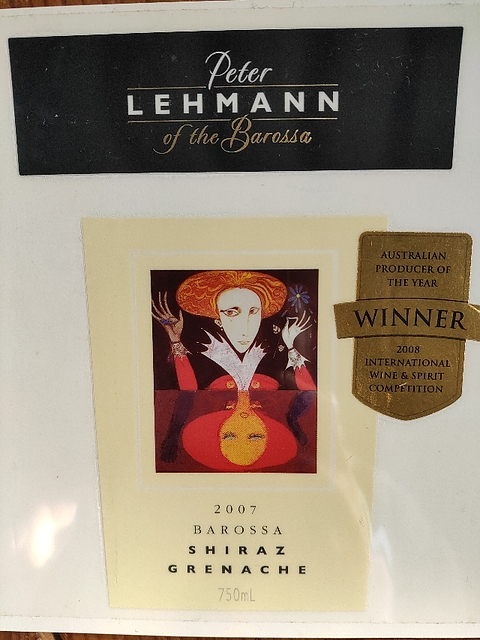 Peter
LEHMANN
of the Barossa
AUSTRALIAN
PRODUCER OF
THE YEAR
WINNER
2008
INTERNATIONAL
WINE & SPIRIT
COMPETITION
2007
BAROSSA
SHIRAZ
GRENACHE
750mL